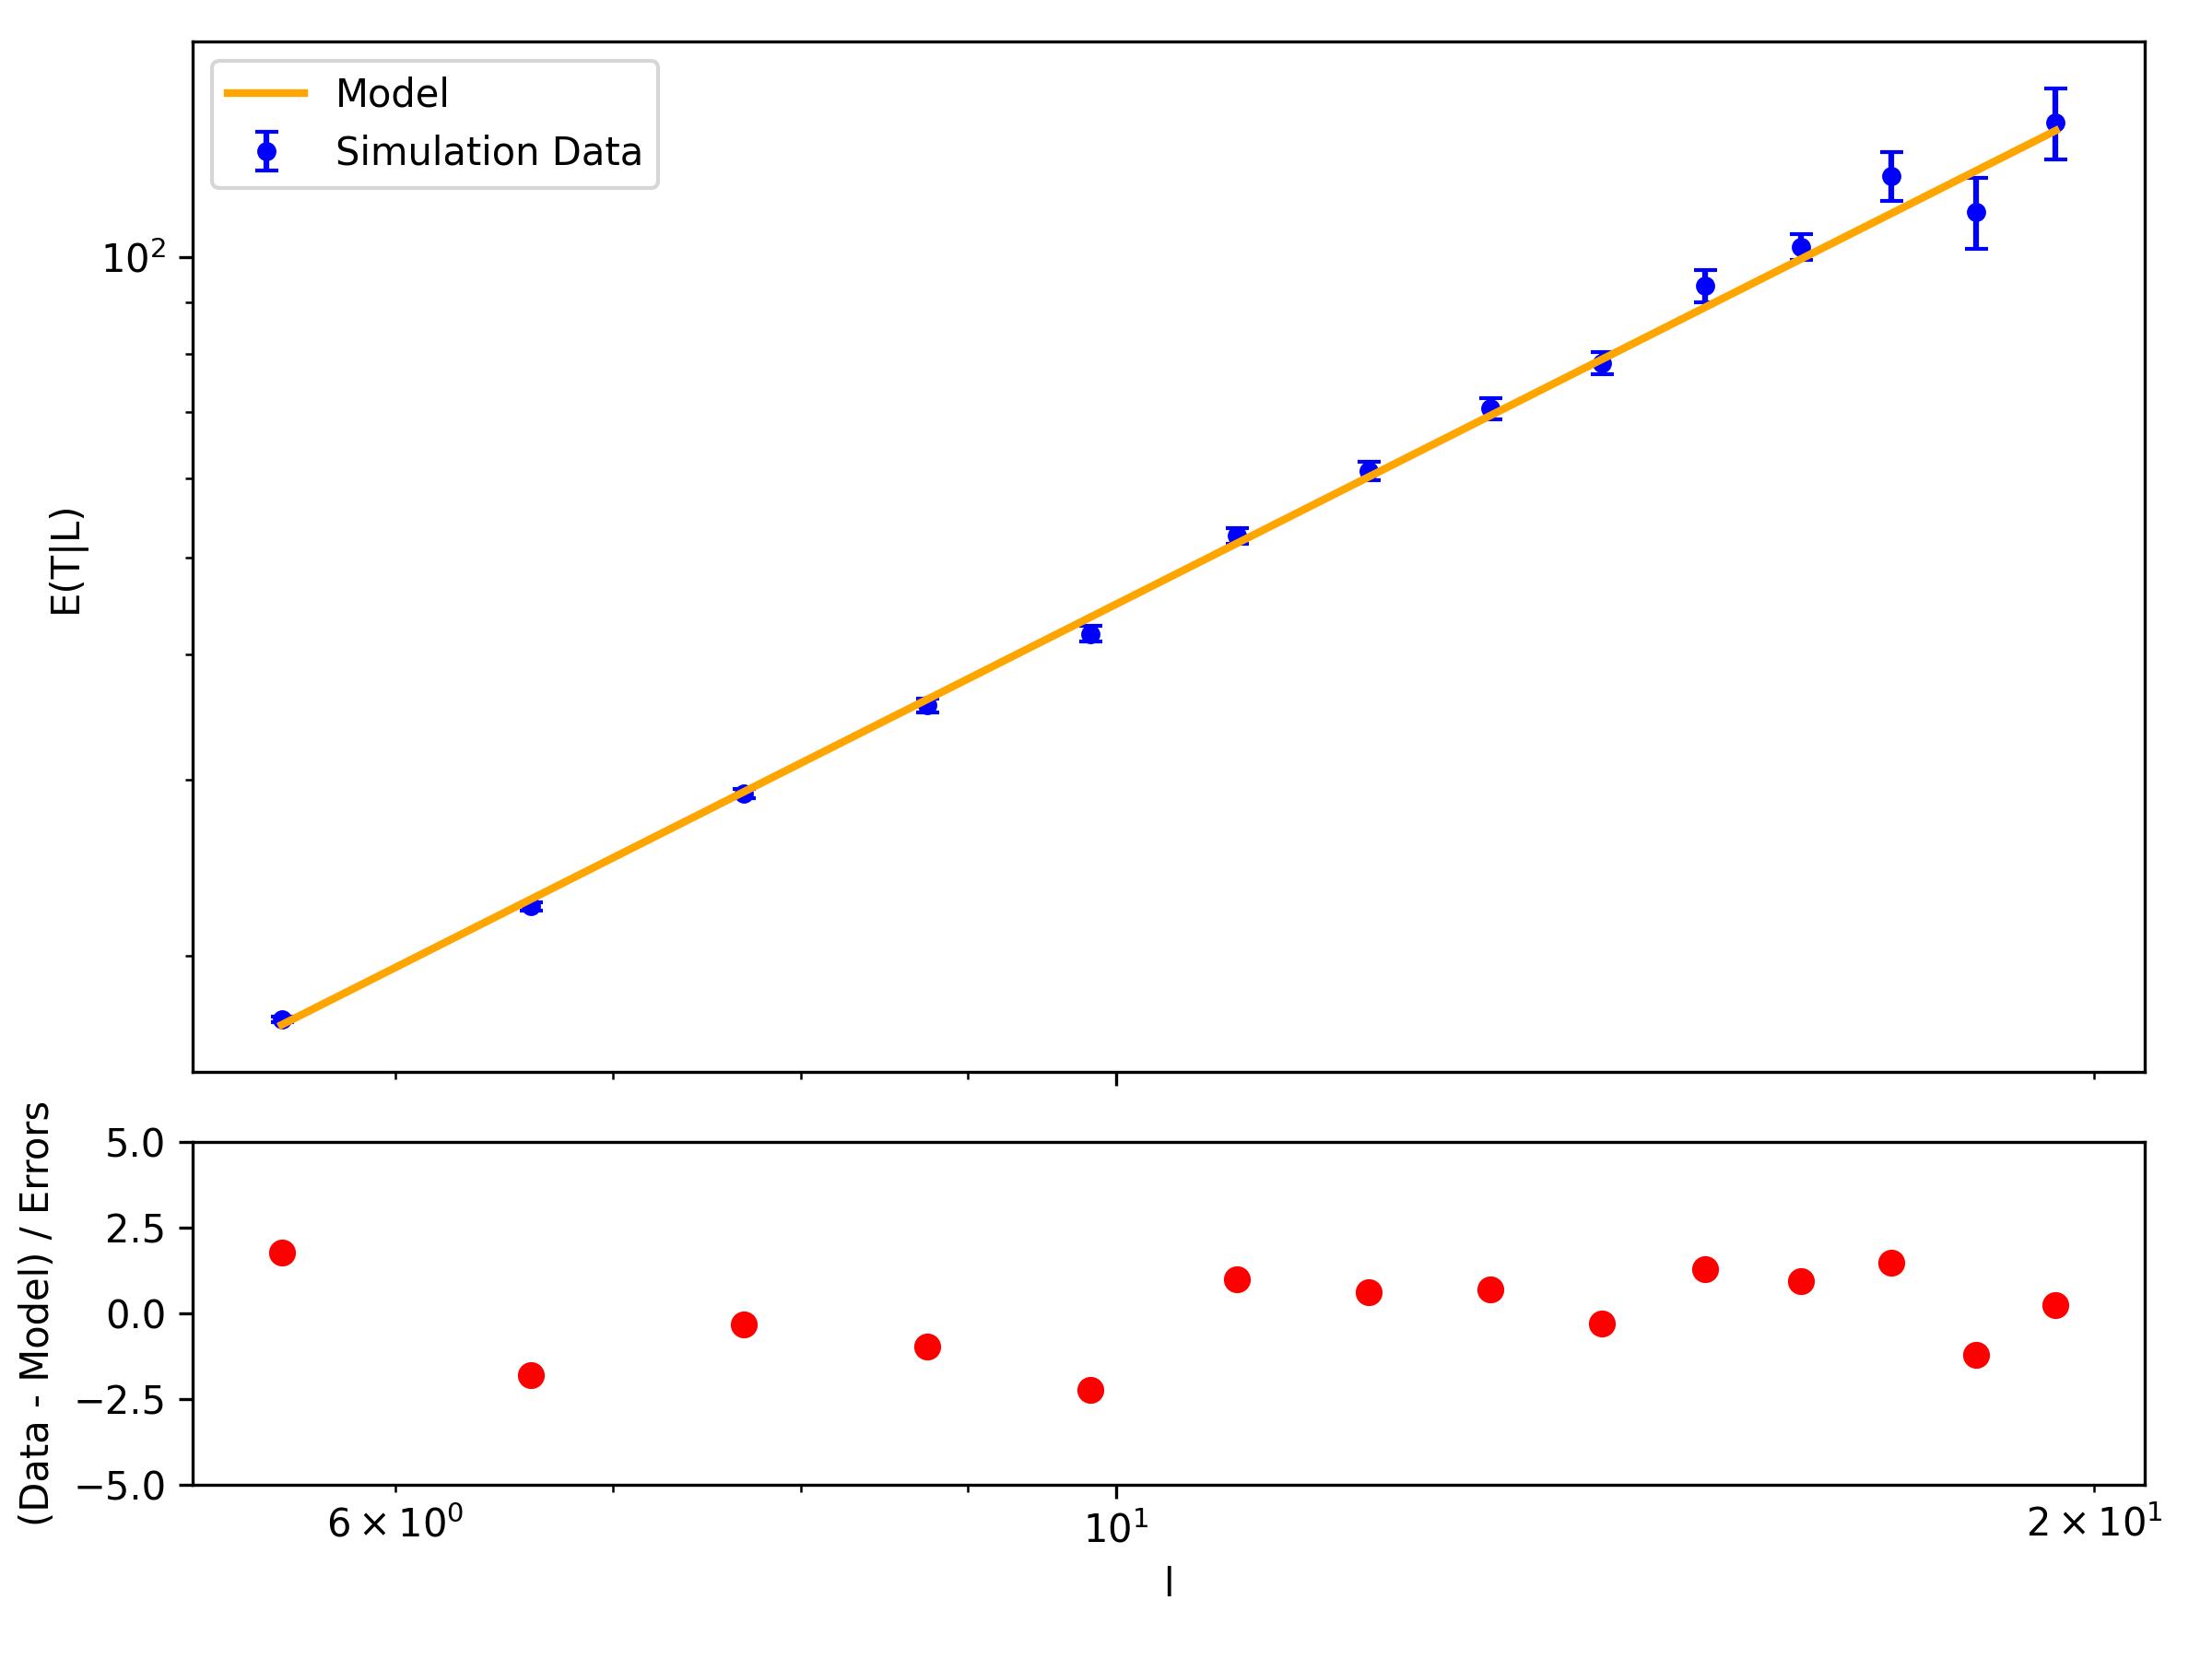 Model
Simulation Data
10²
E(T|L)
5.0
2.5
0.0
−2.5
−5.0
(Data - Model) / Errors
6 × 10⁰
10¹
2 × 10¹
l